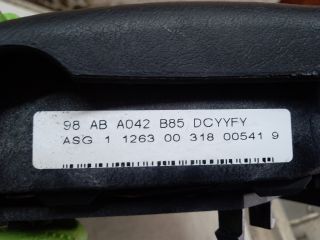 98 AB A042 B85 DCYYFY
ASG 1 1263 00 318 00541 9